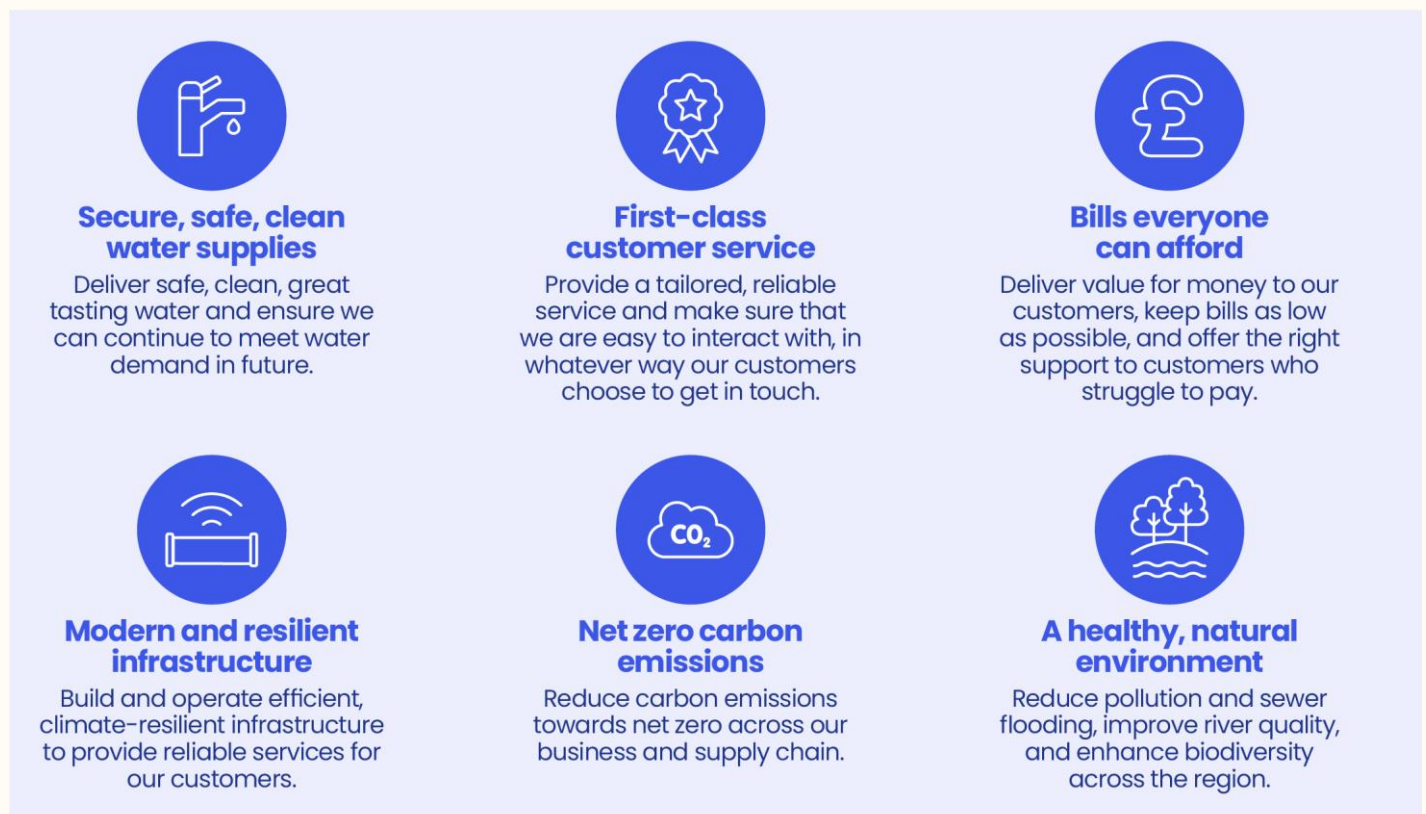 Secure, safe, clean
water supplies
Deliver safe, clean, great
tasting water and ensure we
can continue to meet water
demand in future.
First-class
customer service
Provide a tailored, reliable
service and make sure that
we are easy to interact with, in
whatever way our customers
choose to get in touch.
£
Bills everyone
can afford
Deliver value for money to our
customers, keep bills as low
as possible, and offer the right
support to customers who
struggle to pay.
Modern and resilient
infrastructure
Build and operate efficient,
climate-resilient infrastructure
to provide reliable services for
our customers.
CO₂
Net zero carbon
emissions
Reduce carbon emissions
towards net zero across our
business and supply chain.
A healthy, natural
environment
Reduce pollution and sewer
flooding, improve river quality,
and enhance biodiversity
across the region.